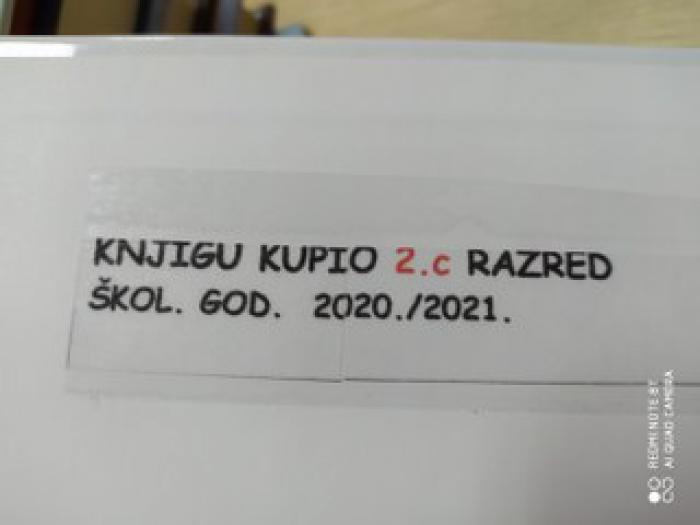 KNJIGU KUPIO 2.c RAZRED
ŠKOL. GOD. 2020./2021.
REDMI NOTE 8T
AI QUAD CAMERA